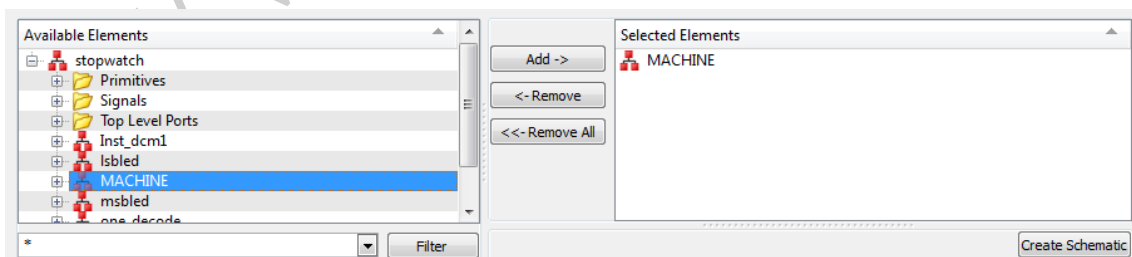 Available Elements
stopwatch
Primitives
Signals
Top Level Ports
Inst_dcm1
lsbled
MACHINE
msbled
one_decode
*
Filter
Add ->
<- Remove
<<- Remove All
Selected Elements
MACHINE
Create Schematic